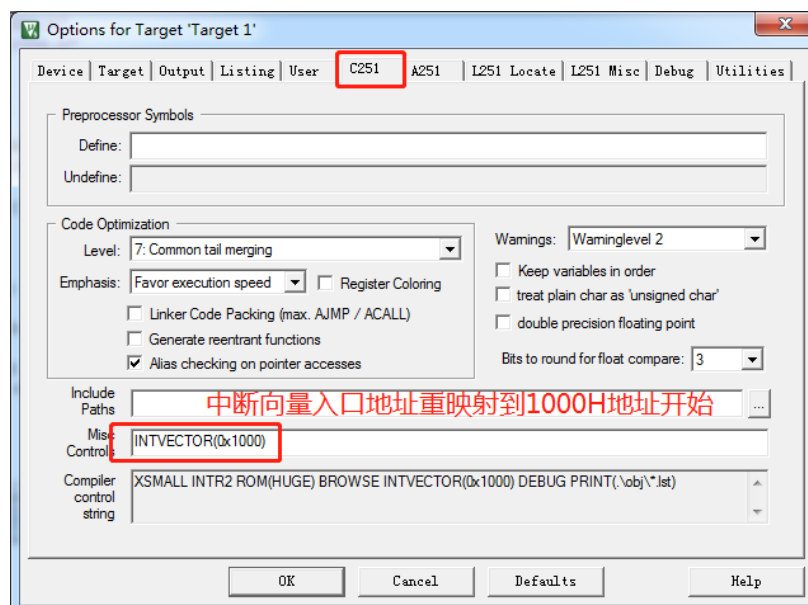 Options for Target 'Target 1'
Device | Target | Output | Listing | User C251 A251 | L251 Locate | L251 Misc | Debug | Utilities |
Preprocessor Symbols
Define:
Undefine:
Code Optimization
Level: 7: Common tail merging
Emphasis: Favor execution speed Register Coloring
Linker Code Packing (max. AJMP / ACALL)
Generate reentrant functions
Alias checking on pointer accesses
Warnings: Warninglevel 2
Keep variables in order
treat plain char as 'unsigned char'
double precision floating point
Bits to round for float compare: 3
Include
Paths
中断向量入口地址重映射到1000H地址开始
...
Misc
Controls
INTVECTOR(0x1000)
Compiler
control
string
XSMALL INTR2 ROM(HUGE) BROWSE INTVECTOR(0x1000) DEBUG PRINT(.\obj\*.lst)
OK Cancel Defaults Help